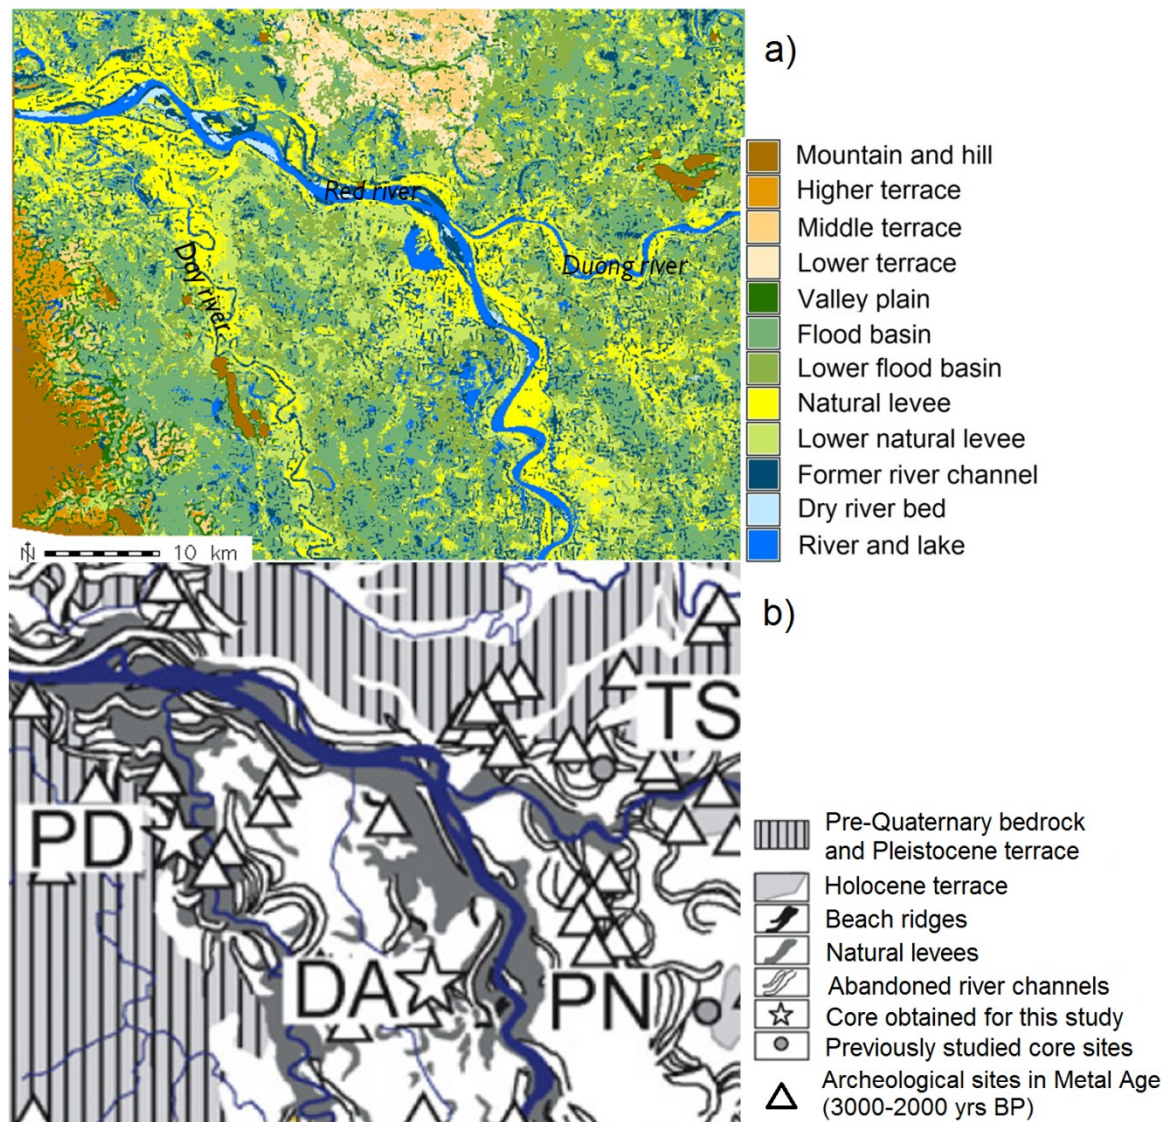 a)
Mountain and hill
Higher terrace
Middle terrace
Lower terrace
Valley plain
Flood basin
Lower flood basin
Natural levee
Lower natural levee
Former river channel
Dry river bed
River and lake
Red river
Duong river
Day river
N
10 km
b)
TS
PD
DA
PN
Pre-Quaternary bedrock
and Pleistocene terrace
Holocene terrace
Beach ridges
Natural levees
Abandoned river channels
Core obtained for this study
Previously studied core sites
Archeological sites in Metal Age
(3000-2000 yrs BP)